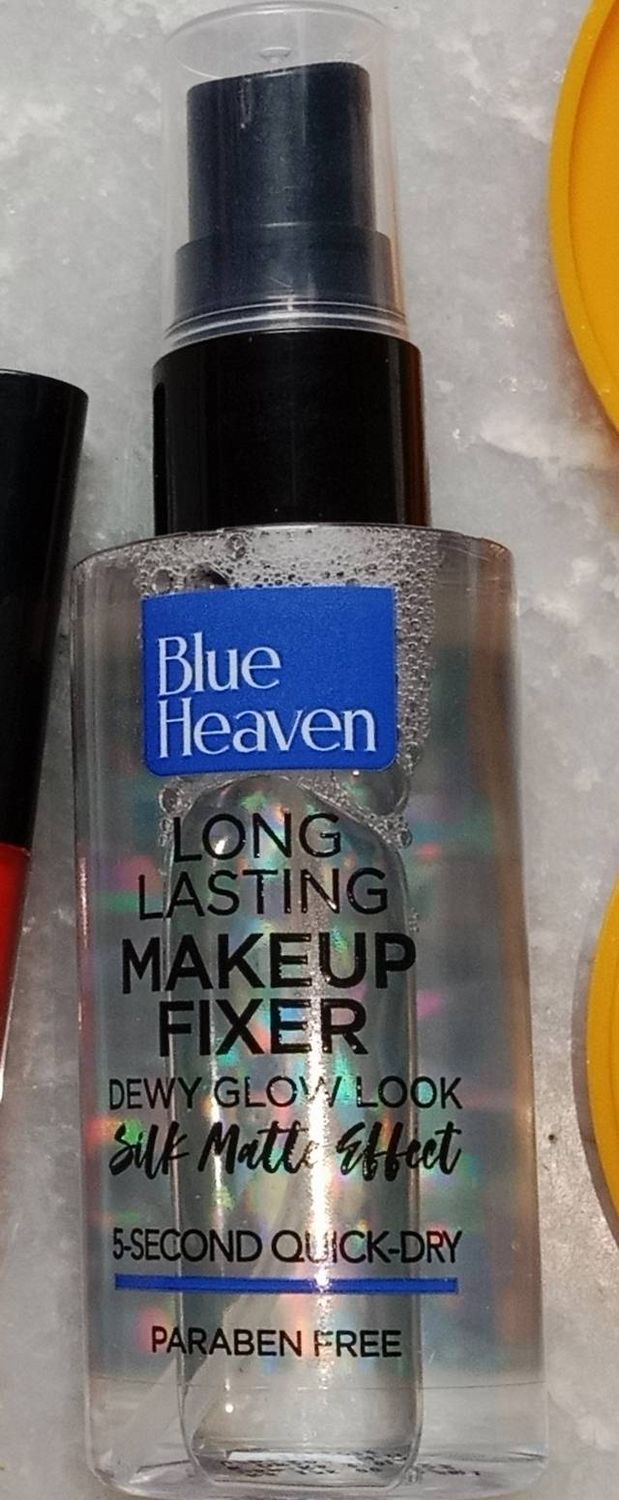 Blue
Heaven
LONG
LASTING
MAKEUP
FIXER
DEWY GLOW LOOK
Silk Matte Effect
5-SECOND QUICK-DRY
PARABEN FREE